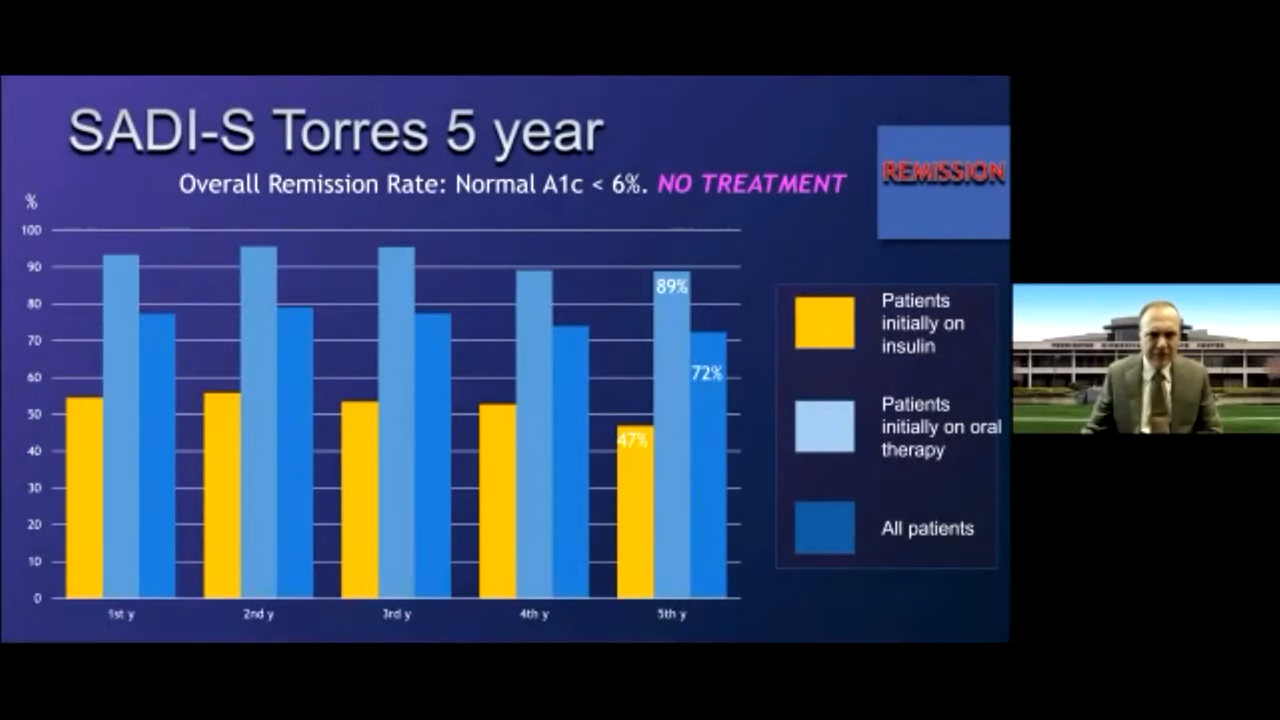 SADI-S Torres 5 year
Overall Remission Rate: Normal A1c < 6%. NO TREATMENT
REMISSION
%
100
90
80
70
60
50
40
30
20
10
0
89%
72%
47%
1st y
2nd y
3rd y
4th y
5th y
Patients
initially on
insulin
Patients
initially on oral
therapy
All patients